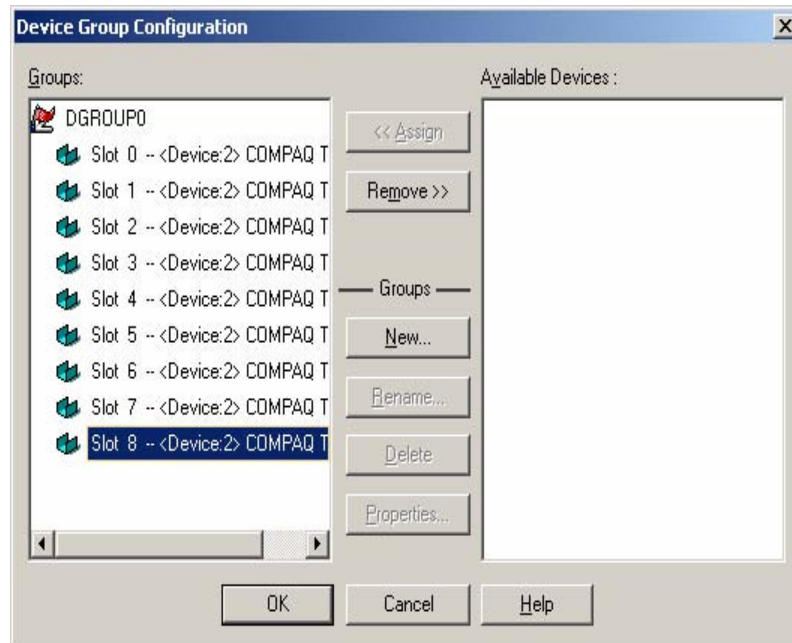 Device Group Configuration
Groups:
DGROUP0
Slot 0 -- <Device:2> COMPAQ T
Slot 1 -- <Device:2> COMPAQ T
Slot 2 -- <Device:2> COMPAQ T
Slot 3 -- <Device:2> COMPAQ T
Slot 4 -- <Device:2> COMPAQ T
Slot 5 -- <Device:2> COMPAQ T
Slot 6 -- <Device:2> COMPAQ T
Slot 7 -- <Device:2> COMPAQ T
Slot 8 -- <Device:2> COMPAQ T
<< Assign
Remove >>
Groups
New...
Rename...
Delete
Properties...
Available Devices :
OK
Cancel
Help